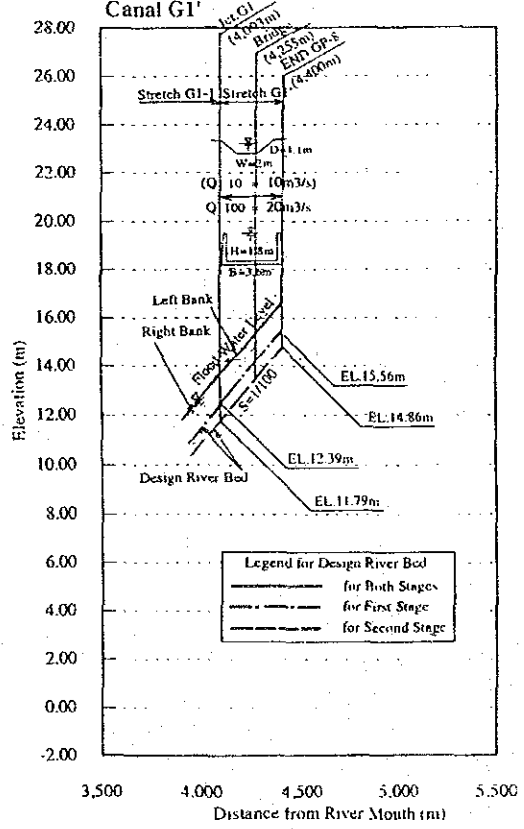 Canal G1'
Jct.G1
(4,093m)
Bridge
(4,255m)
END GP-8
(4,400m)
Stretch G1-1
Stretch G1'
D=1.1m
W=2m
(Q 10 = 10m3/s)
Q 100 = 20m3/s
H=1.8m
B=3.6m
Left Bank
Right Bank
Flood Water Level
S=1/100
EL.15.56m
EL.14.86m
EL.12.39m
EL.11.79m
Design River Bed
Legend for Design River Bed
for Both Stages
for First Stage
for Second Stage
Elevation (m)
28.00
26.00
24.00
22.00
20.00
18.00
16.00
14.00
12.00
10.00
8.00
6.00
4.00
2.00
0.00
-2.00
3,500
4,000
4,500
5,000
5,500
Distance from River Mouth (m)